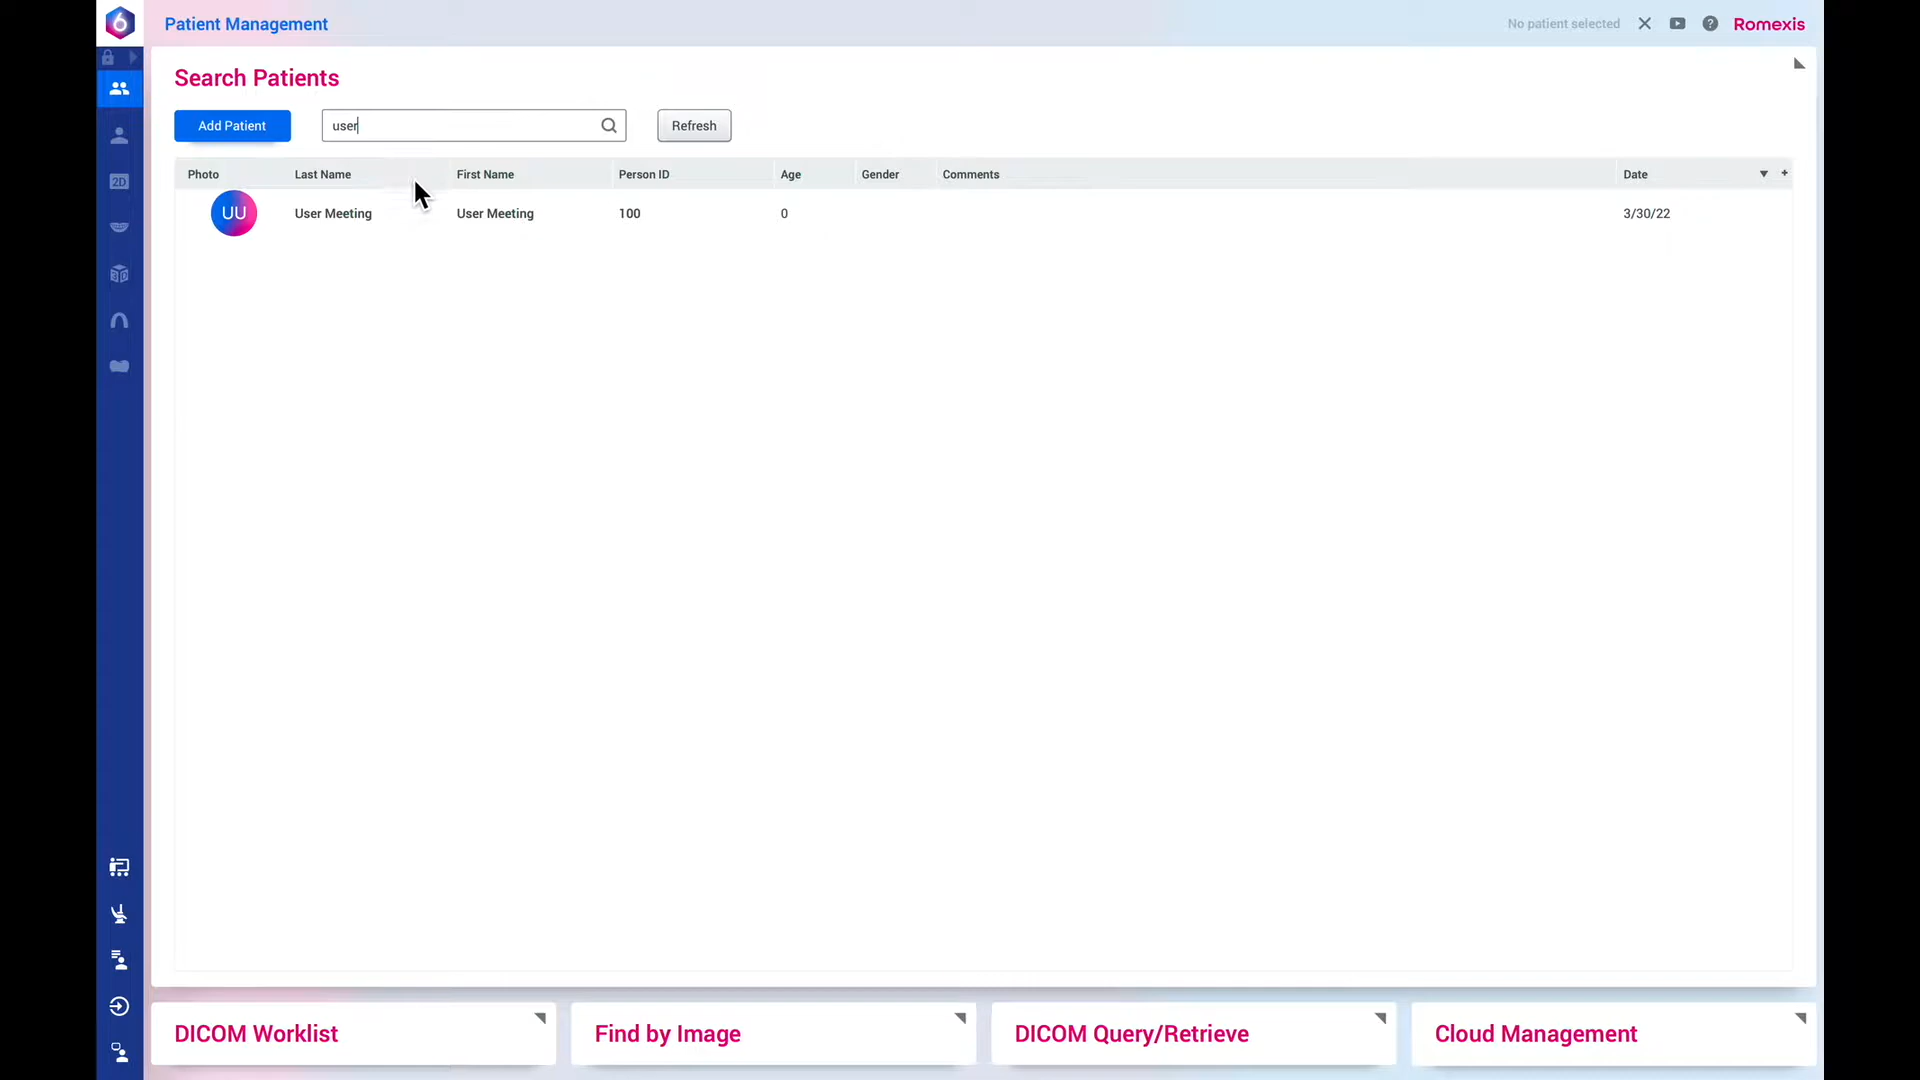 6
Patient Management
No patient selected
Romexis
Search Patients
Add Patient
user
Refresh
Photo Last Name First Name Person ID Age Gender Comments Date
UU User Meeting User Meeting 100 0 3/30/22
2D
3D
DICOM Worklist
Find by Image
DICOM Query/Retrieve
Cloud Management